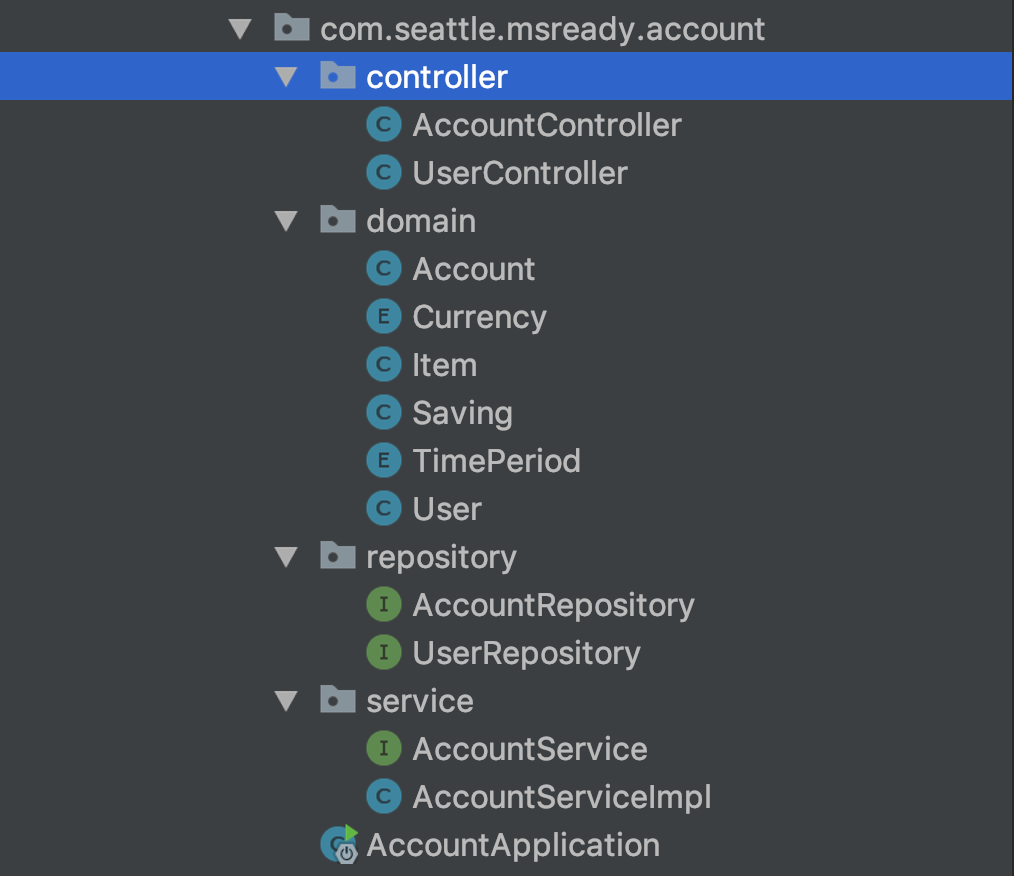 com.seattle.msready.account
controller
C AccountController
C UserController
domain
C Account
E Currency
C Item
C Saving
E TimePeriod
C User
repository
I AccountRepository
I UserRepository
service
I AccountService
C AccountServiceImpl
C AccountApplication